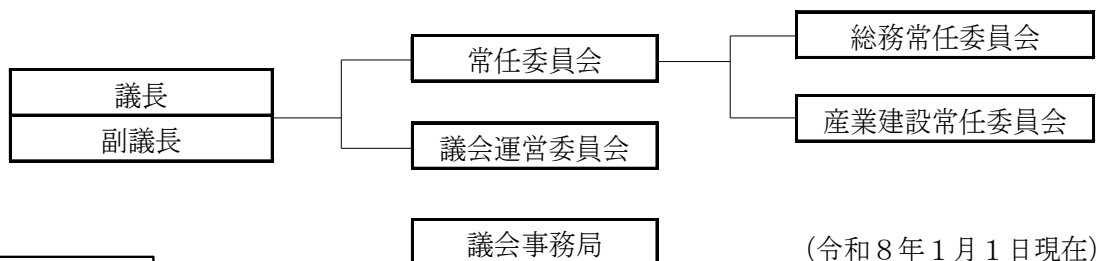 総務常任委員会
常任委員会
議長
産業建設常任委員会
副議長
議会運営委員会
議会事務局
(令和8年1月1日現在)